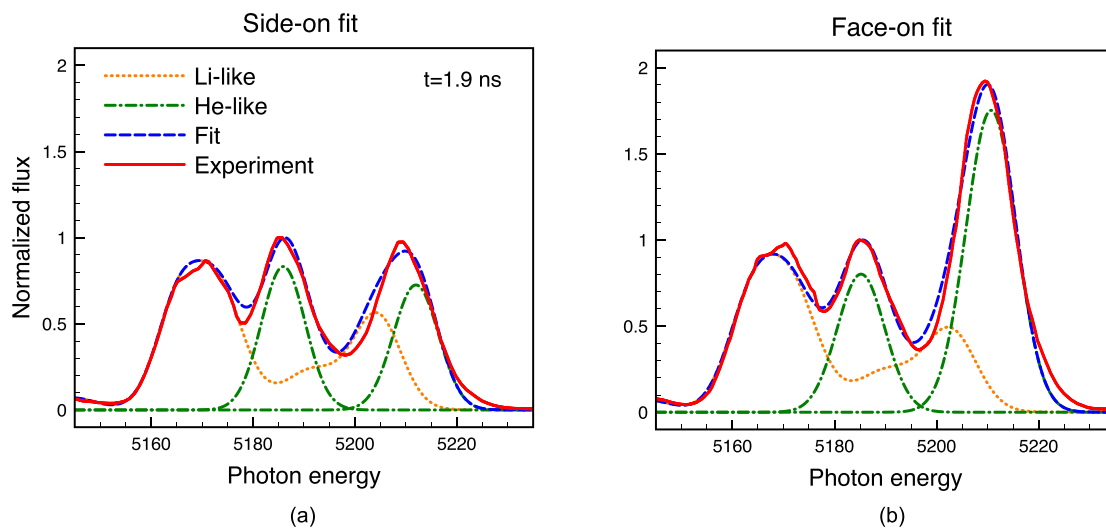 Side-on fit
Li-like
He-like
Fit
Experiment
t=1.9 ns
Normalized flux
2
1.5
1
0.5
0
5160 5180 5200 5220
Photon energy
(a)
Face-on fit
2
1.5
1
0.5
0
5160 5180 5200 5220
Photon energy
(b)